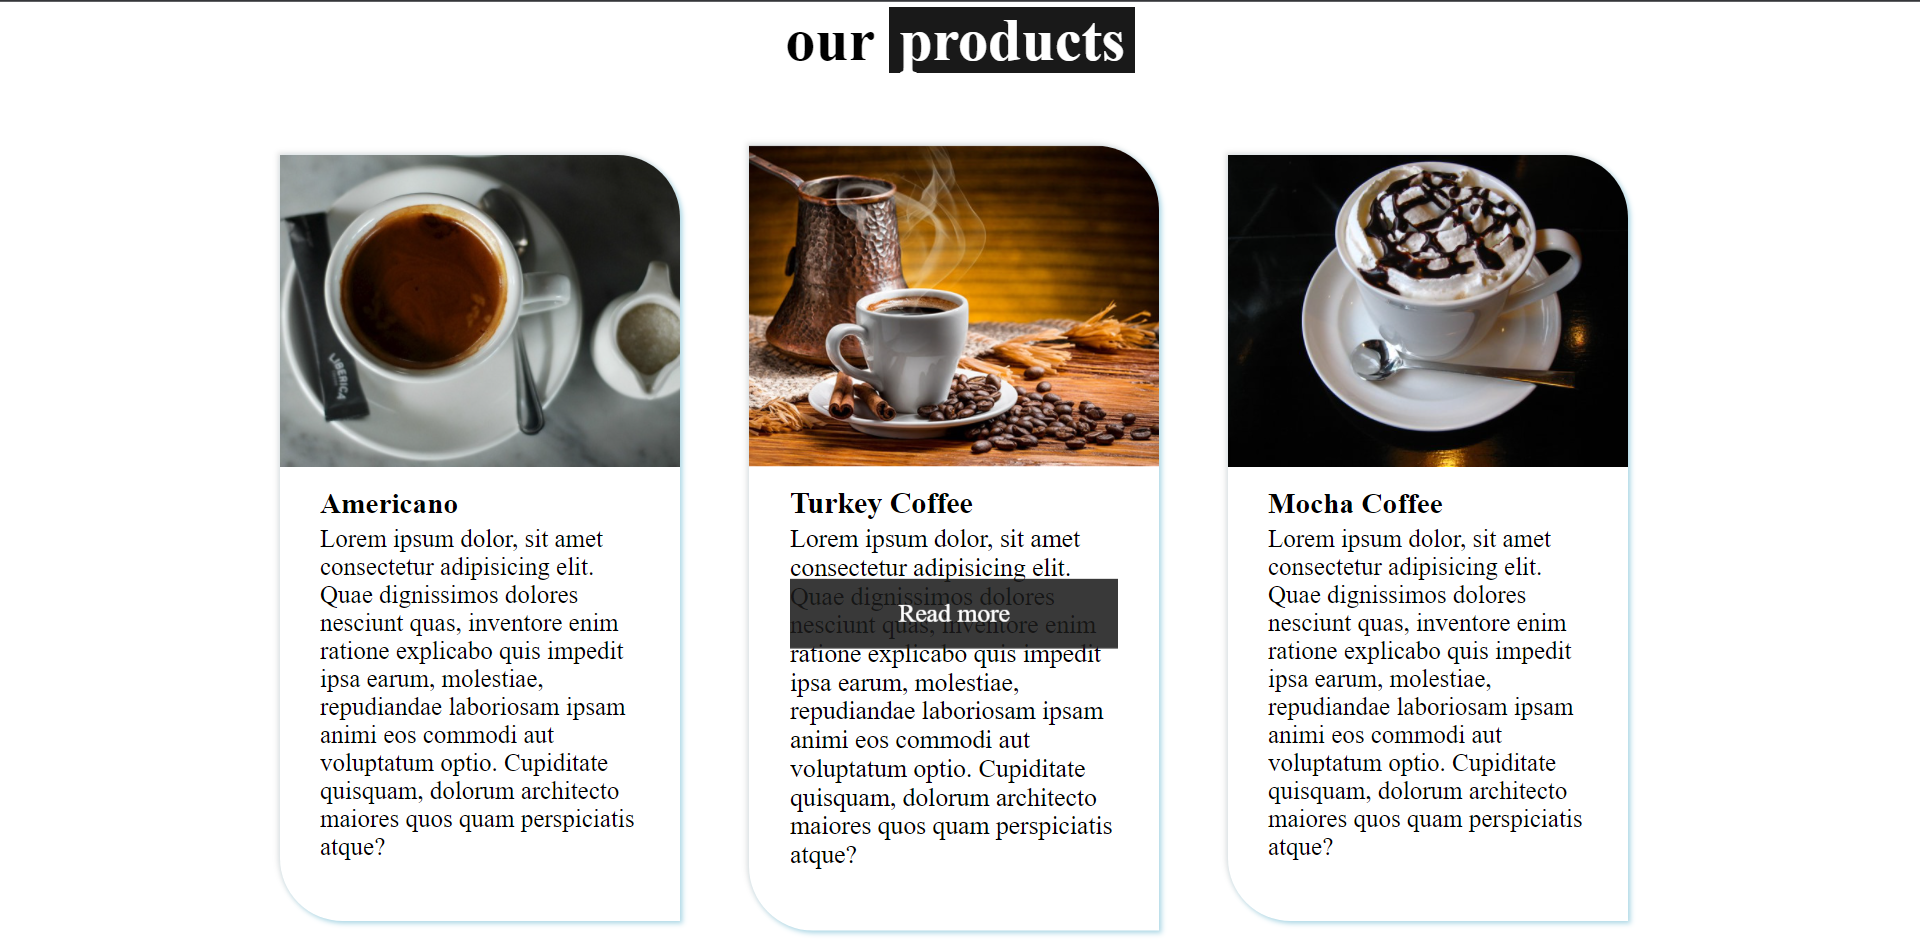 our products
LIBERICA
Americano
Lorem ipsum dolor, sit amet
consectetur adipisicing elit.
Quae dignissimos dolores
nesciunt quas, inventore enim
ratione explicabo quis impedit
ipsa earum, molestiae,
repudiandae laboriosam ipsam
animi eos commodi aut
voluptatum optio. Cupiditate
quisquam, dolorum architecto
maiores quos quam perspiciatis
atque?
Turkey Coffee
Lorem ipsum dolor, sit amet
consectetur adipisicing elit.
Quae dignissimos dolores
Read more
nesciunt quas, inventore enim
ratione explicabo quis impedit
ipsa earum, molestiae,
repudiandae laboriosam ipsam
animi eos commodi aut
voluptatum optio. Cupiditate
quisquam, dolorum architecto
maiores quos quam perspiciatis
atque?
Mocha Coffee
Lorem ipsum dolor, sit amet
consectetur adipisicing elit.
Quae dignissimos dolores
nesciunt quas, inventore enim
ratione explicabo quis impedit
ipsa earum, molestiae,
repudiandae laboriosam ipsam
animi eos commodi aut
voluptatum optio. Cupiditate
quisquam, dolorum architecto
maiores quos quam perspiciatis
atque?